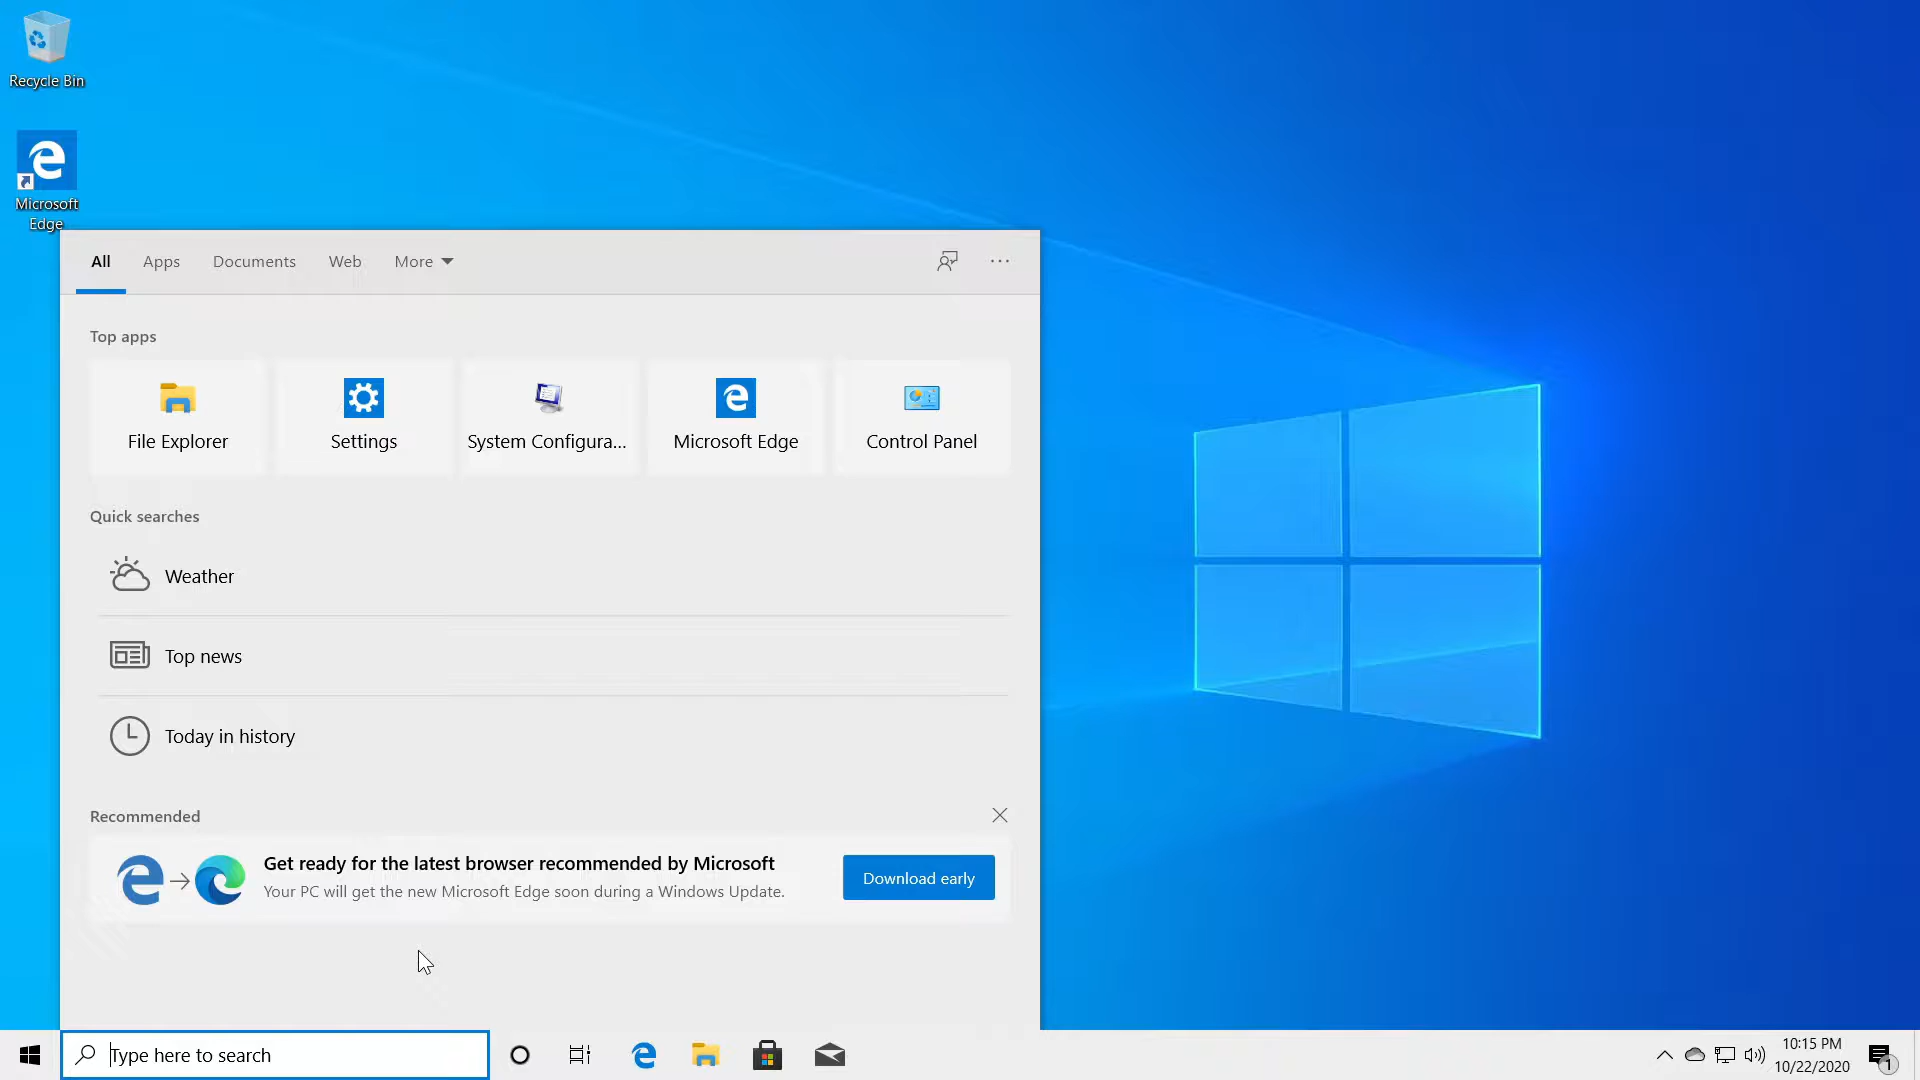 Recycle Bin
Microsoft
Edge
All Apps Documents Web More
Top apps
File Explorer Settings System Configura... Microsoft Edge Control Panel
Quick searches
Weather
Top news
Today in history
Recommended
Get ready for the latest browser recommended by Microsoft
Your PC will get the new Microsoft Edge soon during a Windows Update.
Download early
Type here to search
10:15 PM
10/22/2020
1